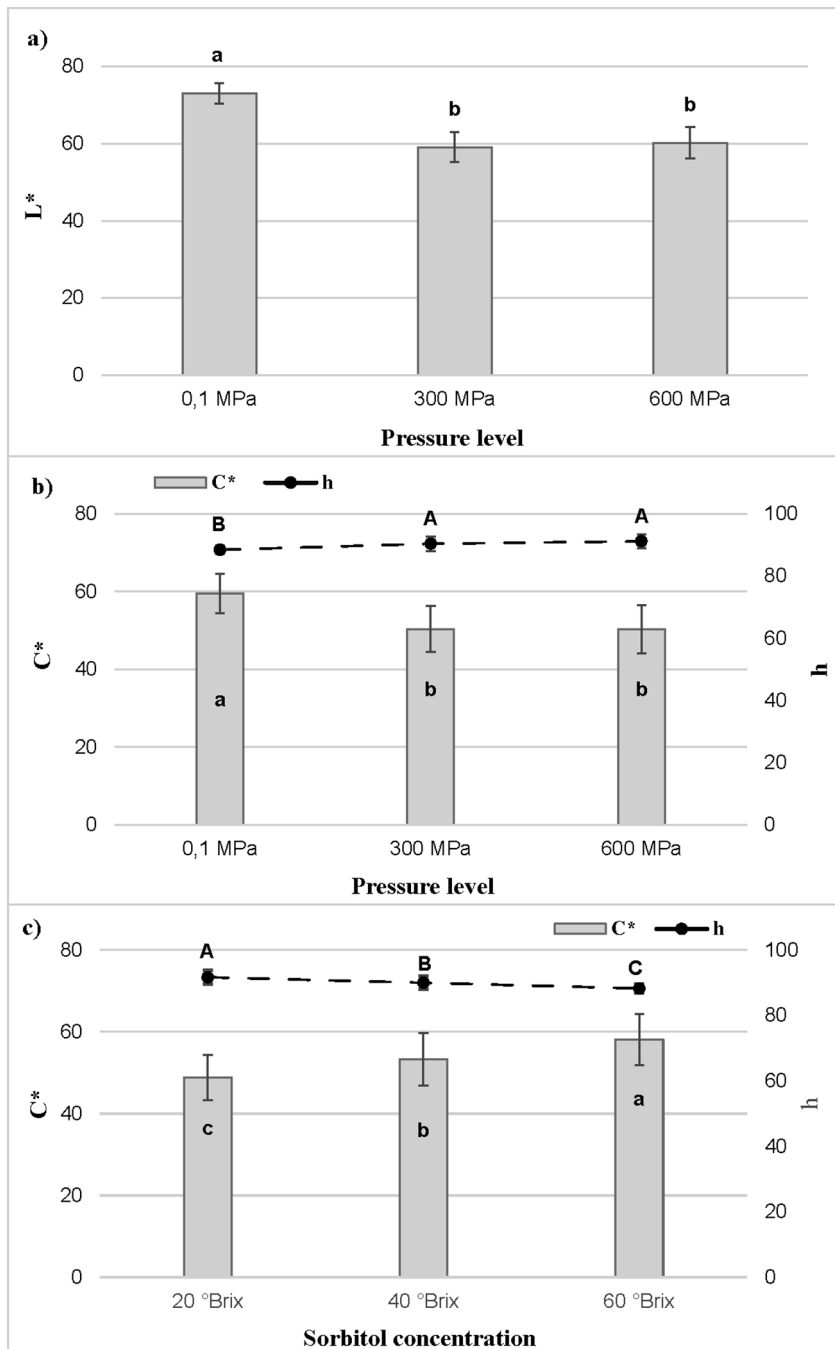 a)
a
b
b
80
60
40
20
0
L*
0,1 MPa 300 MPa 600 MPa
Pressure level
b)
C* h
80 100
B A A
60 80
60
40
40
20 20
0 0
a b b
C*
h
0,1 MPa 300 MPa 600 MPa
Pressure level
c)
C* h
80 100
A B C
60 80
60
40
40
20 20
0 0
c b a
C*
h
20 °Brix 40 °Brix 60 °Brix
Sorbitol concentration